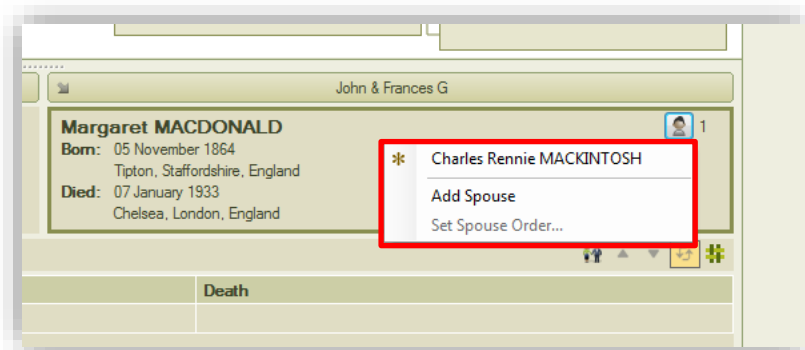 John & Frances G
Margaret MACDONALD
1
Born: 05 November 1864
Tipton, Staffordshire, England
Died: 07 January 1933
Chelsea, London, England
Charles Rennie MACKINTOSH
Add Spouse
Set Spouse Order...
Death